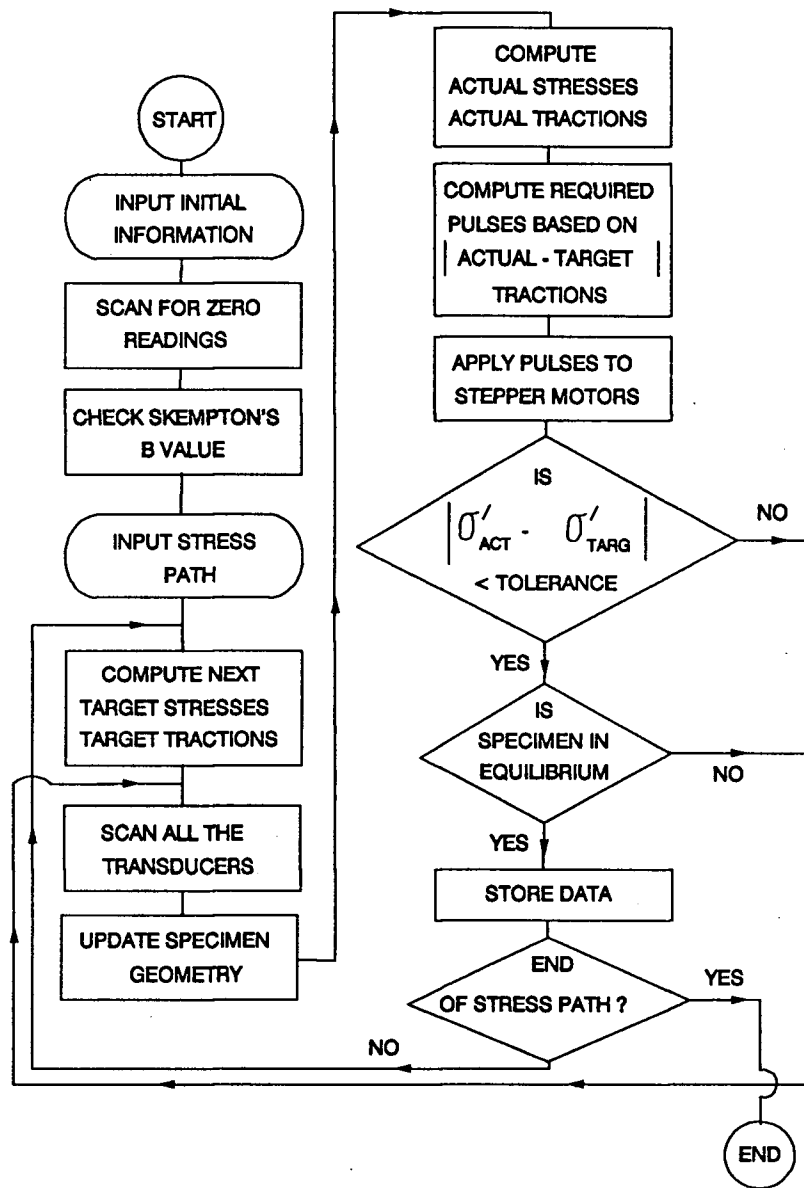 START
INPUT INITIAL
INFORMATION
SCAN FOR ZERO
READINGS
CHECK SKEMPTON'S
B VALUE
INPUT STRESS
PATH
COMPUTE NEXT
TARGET STRESSES
TARGET TRACTIONS
SCAN ALL THE
TRANSDUCERS
UPDATE SPECIMEN
GEOMETRY
COMPUTE
ACTUAL STRESSES
ACTUAL TRACTIONS
COMPUTE REQUIRED
PULSES BASED ON
| ACTUAL - TARGET |
TRACTIONS
APPLY PULSES TO
STEPPER MOTORS
IS
|σ′ACT - σ′TARG|
< TOLERANCE
NO
YES
IS
SPECIMEN IN
EQUILIBRIUM
NO
YES
STORE DATA
END
OF STRESS PATH ?
YES
NO
END